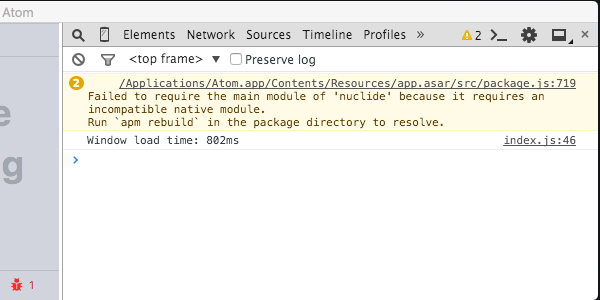 Atom
Elements Network Sources Timeline Profiles » 2
<top frame> ▼ Preserve log
2 /Applications/Atom.app/Contents/Resources/app.asar/src/package.js:719
Failed to require the main module of 'nuclide' because it requires an
incompatible native module.
Run `apm rebuild` in the package directory to resolve.
Window load time: 802ms index.js:46
>
e
g
1